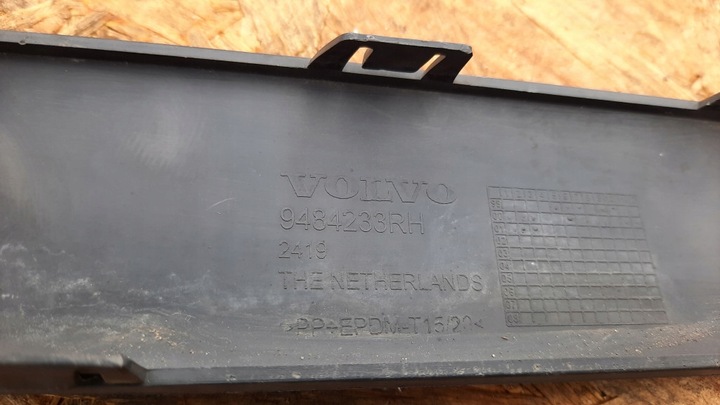 VOLVO
9484233RH
2419
THE NETHERLANDS
>PP+EPDM-T15/20<